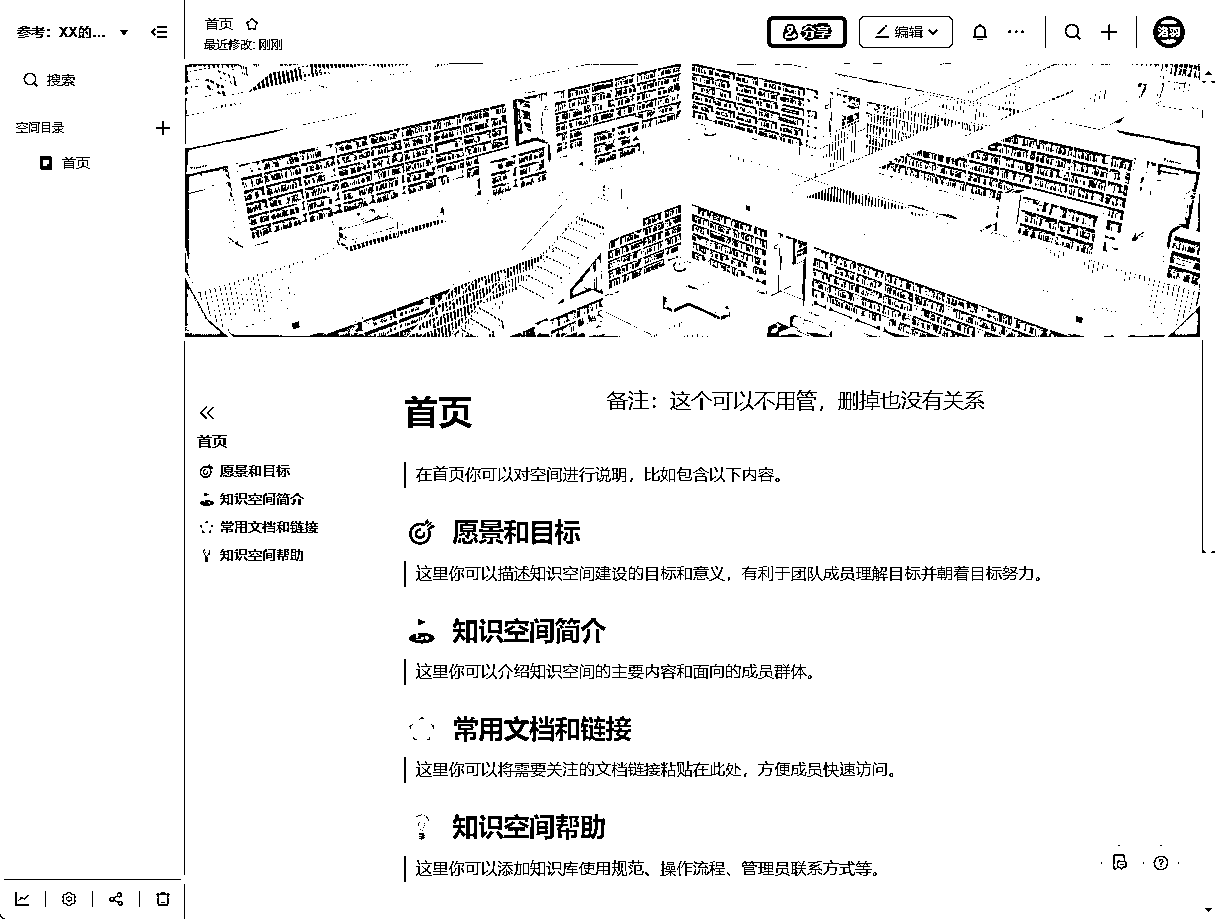 参考：XX的...
首页
最近修改: 刚刚
分享
编辑
搜索
空间目录
首页
首页
愿景和目标
知识空间简介
常用文档和链接
知识空间帮助
首页
备注：这个可以不用管，删掉也没有关系
在首页你可以对空间进行说明，比如包含以下内容。
愿景和目标
这里你可以描述知识空间建设的目标和意义，有利于团队成员理解目标并朝着目标努力。
知识空间简介
这里你可以介绍知识空间的主要内容和面向的成员群体。
常用文档和链接
这里你可以将需要关注的文档链接粘贴在此处，方便成员快速访问。
知识空间帮助
这里你可以添加知识库使用规范、操作流程、管理员联系方式等。